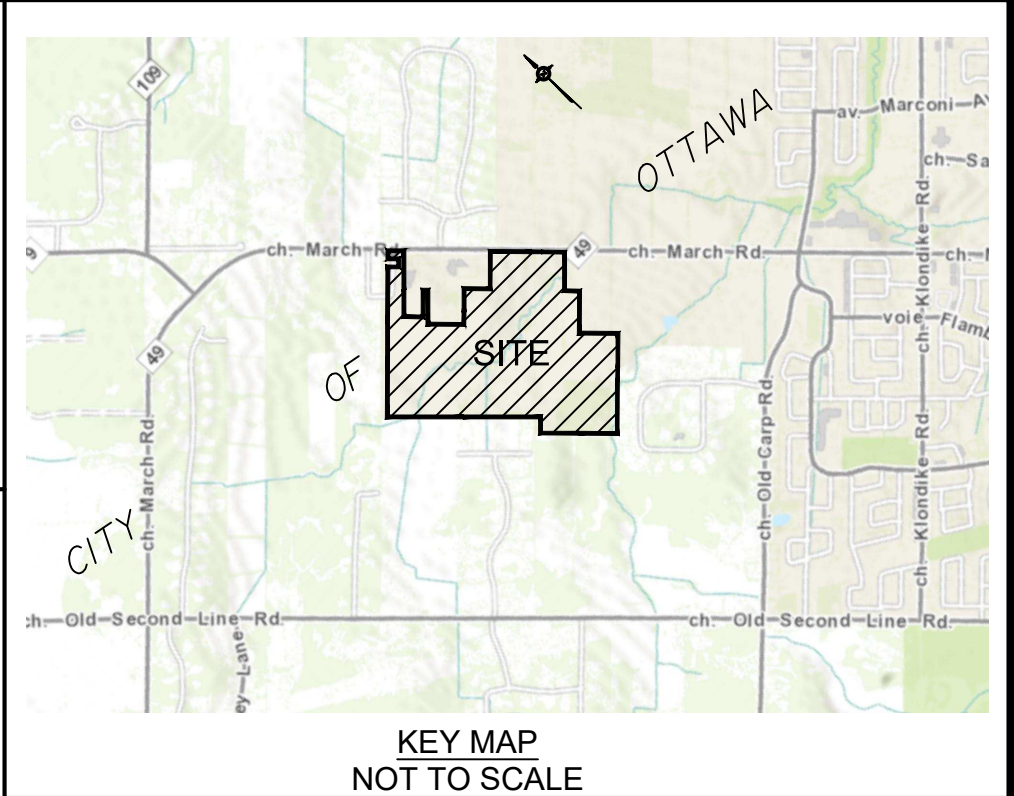 109
OTTAWA
av. Marconi A
ch. Sa
9
ch. March Rd.
49
ch. March Rd.
ch. M
ch. Klondike Rd.
voie Flamb
SITE
49
OF
ch. March Rd.
ch. Old Carp Rd.
ch. Klondike Rd.
CITY
ch. Old Second Line Rd.
ch. Old Second Line Rd.
ey Lane
KEY MAP
NOT TO SCALE